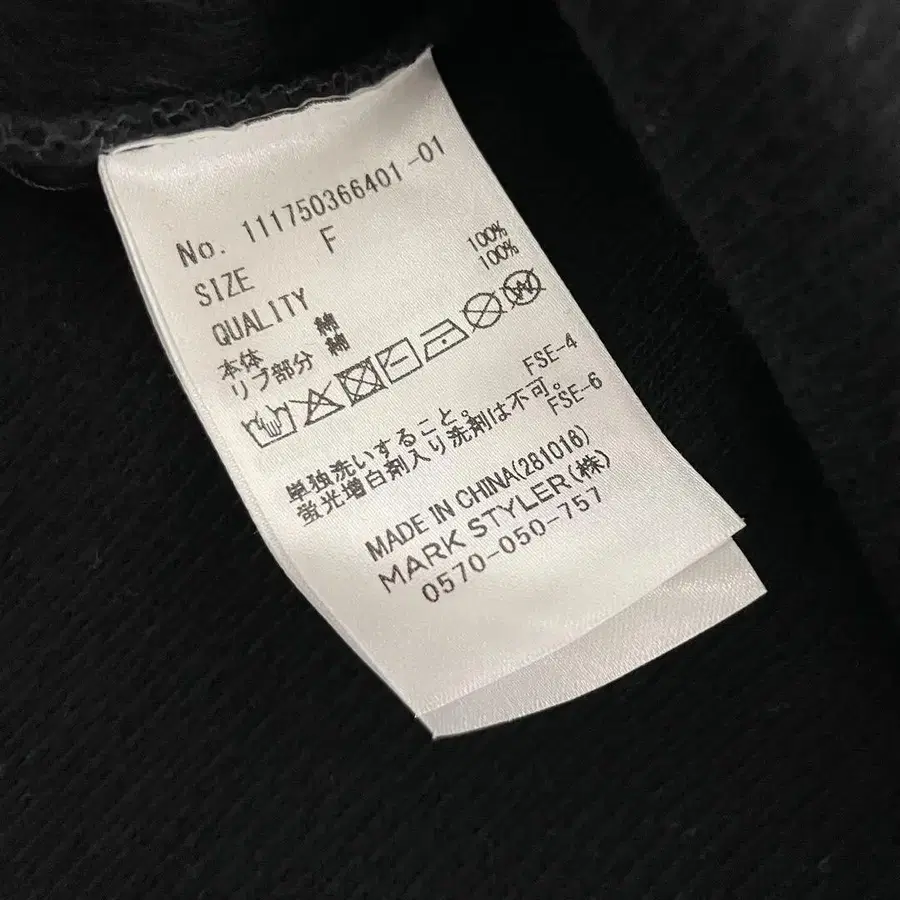 No. 111750366401-01
SIZE F
QUALITY
本体 綿 100%
リブ部分 綿 100%
FSE-4
単独洗いすること。
FSE-6
蛍光増白剤入り洗剤は不可。
MADE IN CHINA(281016)
MARK STYLER(株)
0570-050-757